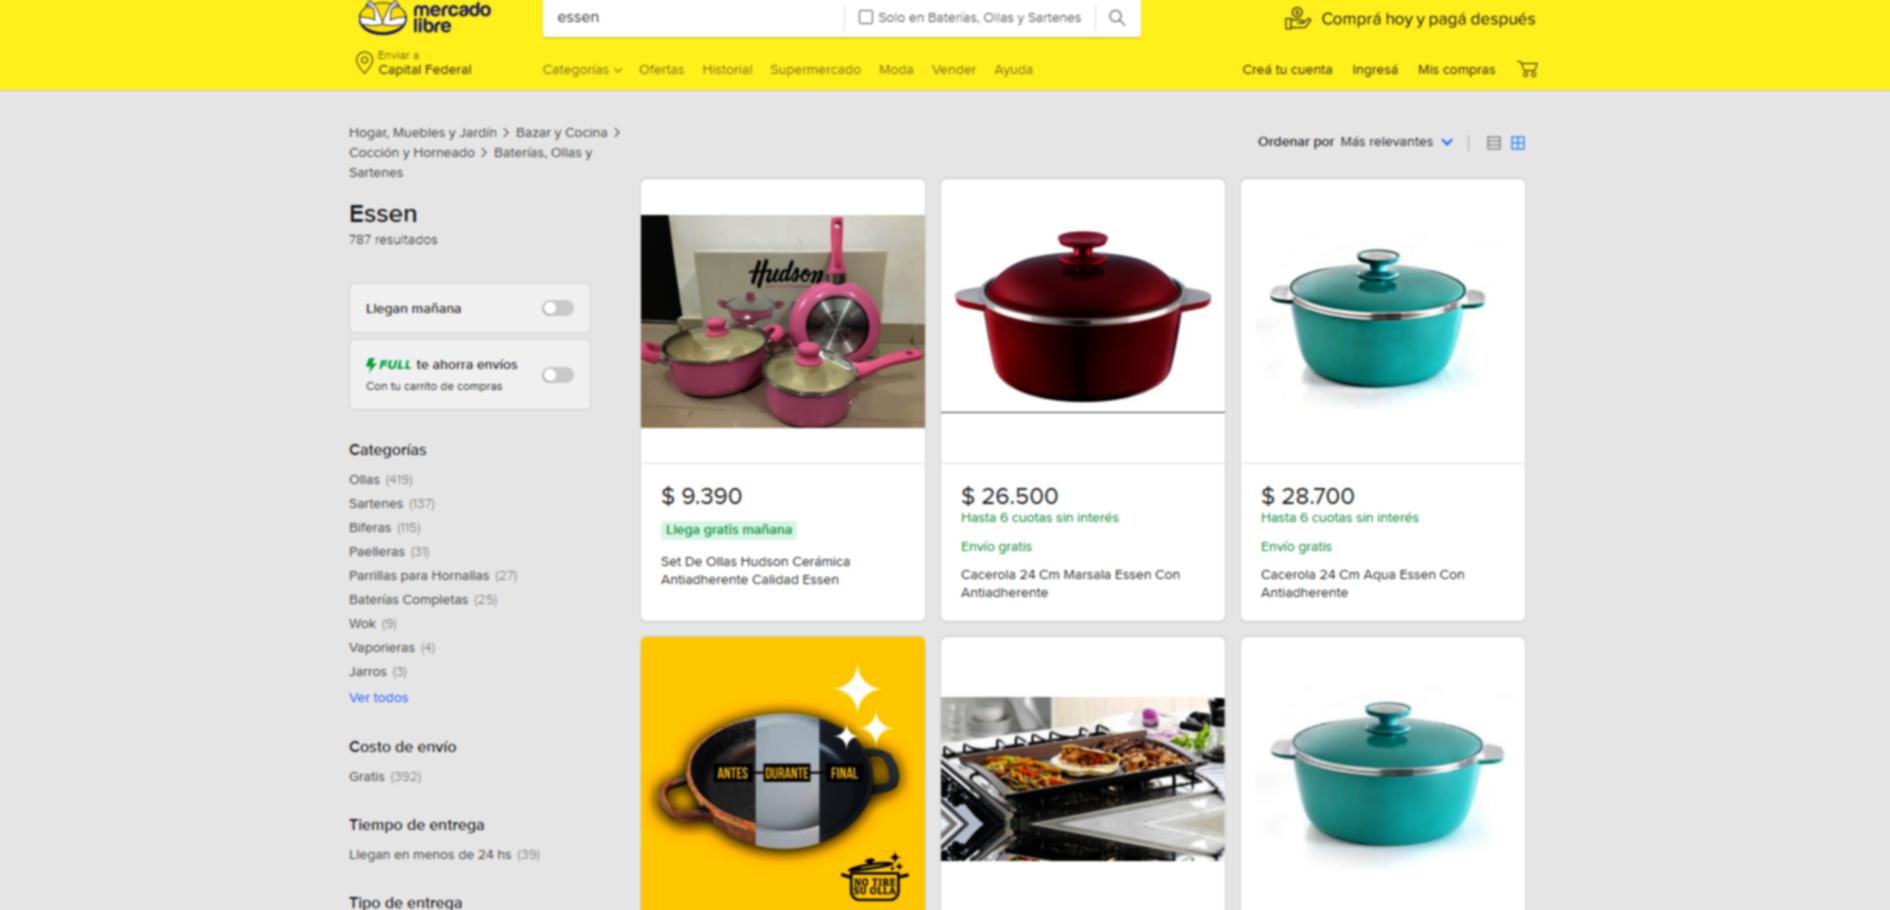 mercado
libre
essen
Solo en Baterías, Ollas y Sartenes
Comprá hoy y pagá después
Enviar a
Capital Federal
Categorías
Ofertas
Historial
Supermercado
Moda
Vender
Ayuda
Creá tu cuenta
Ingresá
Mis compras
Hogar, Muebles y Jardín > Bazar y Cocina >
Cocción y Horneado > Baterías, Ollas y
Sartenes
Essen
787 resultados
Ordenar por Más relevantes
Llegan mañana
FULL te ahorra envíos
Con tu carrito de compras
Categorías
Ollas (419)
Sartenes (137)
Biferas (115)
Paelleras (31)
Parrillas para Hornallas (27)
Baterías Completas (25)
Wok (9)
Vaporieras (4)
Jarros (3)
Ver todos
Costo de envío
Gratis (392)
Tiempo de entrega
Llegan en menos de 24 hs (39)
Tipo de entrega
Hudson
$ 9.390
Llega gratis mañana
Set De Ollas Hudson Cerámica
Antiadherente Calidad Essen
$ 26.500
Hasta 6 cuotas sin interés
Envío gratis
Cacerola 24 Cm Marsala Essen Con
Antiadherente
$ 28.700
Hasta 6 cuotas sin interés
Envío gratis
Cacerola 24 Cm Aqua Essen Con
Antiadherente
ANTES DURANTE FINAL
NO TIRE
SU OLLA